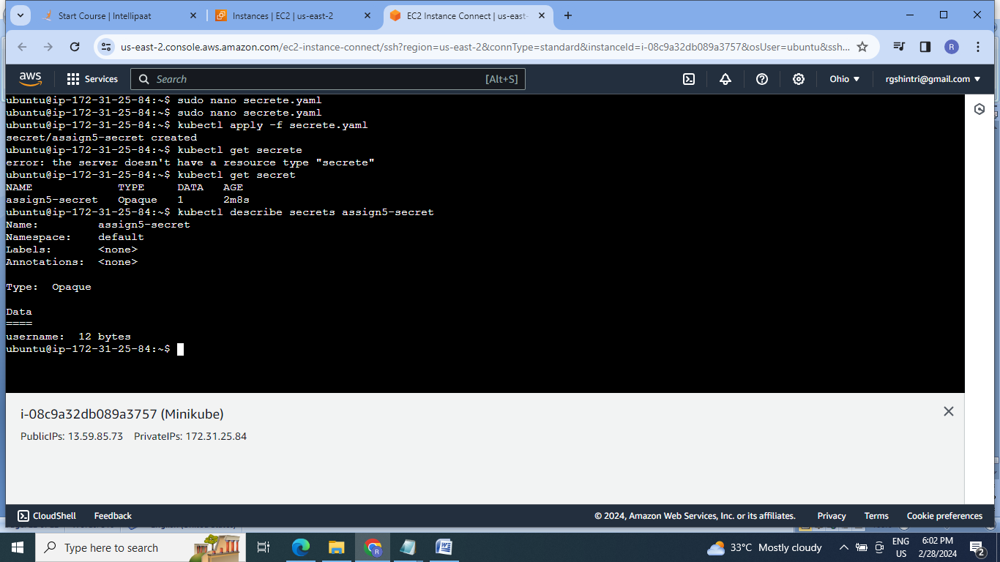 Start Course | Intellipaat
Instances | EC2 | us-east-2
EC2 Instance Connect | us-east-
us-east-2.console.aws.amazon.com/ec2-instance-connect/ssh?region=us-east-2&connType=standard&instanceId=i-08c9a32db089a3757&osUser=ubuntu&ssh...
R
aws
Services
Search
[Alt+S]
Ohio
rgshintri@gmail.com
ubuntu@ip-172-31-25-84:~$ sudo nano secrete.yaml
ubuntu@ip-172-31-25-84:~$ sudo nano secrete.yaml
ubuntu@ip-172-31-25-84:~$ kubectl apply -f secrete.yaml
secret/assign5-secret created
ubuntu@ip-172-31-25-84:~$ kubectl get secrete
error: the server doesn't have a resource type "secrete"
ubuntu@ip-172-31-25-84:~$ kubectl get secret
NAME TYPE DATA AGE
assign5-secret Opaque 1 2m8s
ubuntu@ip-172-31-25-84:~$ kubectl describe secrets assign5-secret
Name: assign5-secret
Namespace: default
Labels: <none>
Annotations: <none>
Type: Opaque
Data
====
username: 12 bytes
ubuntu@ip-172-31-25-84:~$
i-08c9a32db089a3757 (Minikube)
PublicIPs: 13.59.85.73 PrivateIPs: 172.31.25.84
CloudShell
Feedback
© 2024, Amazon Web Services, Inc. or its affiliates.
Privacy
Terms
Cookie preferences
Type here to search
R
33°C Mostly cloudy
ENG
US
6:02 PM
2/28/2024
2